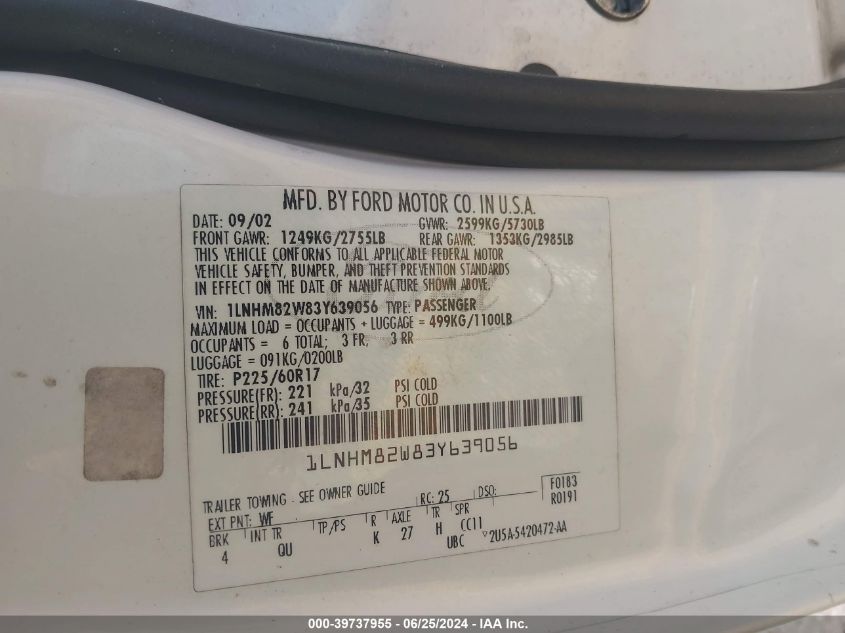 MFD. BY FORD MOTOR CO. IN U.S.A.
DATE: 09/02 GVWR: 2599KG/5730LB
FRONT GAWR: 1249KG/2755LB REAR GAWR: 1353KG/2985LB
THIS VEHICLE CONFORMS TO ALL APPLICABLE FEDERAL MOTOR
VEHICLE SAFETY, BUMPER, AND THEFT PREVENTION STANDARDS
IN EFFECT ON THE DATE OF MANUFACTURE SHOWN ABOVE.
VIN: 1LNHM82W83Y639056 TYPE: PASSENGER
MAXIMUM LOAD = OCCUPANTS + LUGGAGE = 499KG/1100LB
OCCUPANTS = 6 TOTAL; 3 FR, 3 RR
LUGGAGE = 091KG/0200LB
TIRE: P225/60R17
PRESSURE(FR): 221 kPa/32 PSI COLD
PRESSURE(RR): 241 kPa/35 PSI COLD
1LNHM82W83Y639056
TRAILER TOWING - SEE OWNER GUIDE
EXT PNT: WF RC: 25 DSO: F0183
R0191
BRK INT TR TP/PS R AXLE TR SPR
4 QU K 27 H CC11
UBC 2U5A-5420472-AA
000-39737955 - 06/25/2024 - IAA Inc.